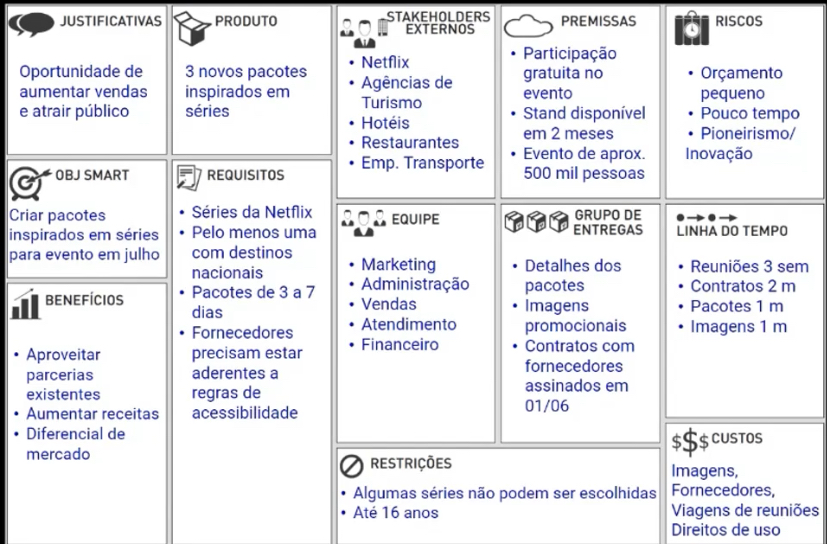 JUSTIFICATIVAS
Oportunidade de
aumentar vendas
e atrair público
OBJ SMART
Criar pacotes
inspirados em séries
para evento em julho
BENEFÍCIOS
• Aproveitar
parcerias
existentes
• Aumentar receitas
• Diferencial de
mercado
PRODUTO
3 novos pacotes
inspirados em
séries
REQUISITOS
• Séries da Netflix
• Pelo menos uma
com destinos
nacionais
• Pacotes de 3 a 7
dias
• Fornecedores
precisam estar
aderentes a
regras de
acessibilidade
STAKEHOLDERS
EXTERNOS
• Netflix
• Agências de
Turismo
• Hotéis
• Restaurantes
• Emp. Transporte
EQUIPE
• Marketing
• Administração
• Vendas
• Atendimento
• Financeiro
PREMISSAS
• Participação
gratuita no
evento
• Stand disponível
em 2 meses
• Evento de aprox.
500 mil pessoas
GRUPO DE
ENTREGAS
• Detalhes dos
pacotes
• Imagens
promocionais
• Contratos com
fornecedores
assinados em
01/06
RESTRIÇÕES
• Algumas séries não podem ser escolhidas
• Até 16 anos
RISCOS
• Orçamento
pequeno
• Pouco tempo
• Pioneirismo/
Inovação
LINHA DO TEMPO
• Reuniões 3 sem
• Contratos 2 m
• Pacotes 1 m
• Imagens 1 m
$$$ CUSTOS
Imagens,
Fornecedores,
Viagens de reuniões
Direitos de uso